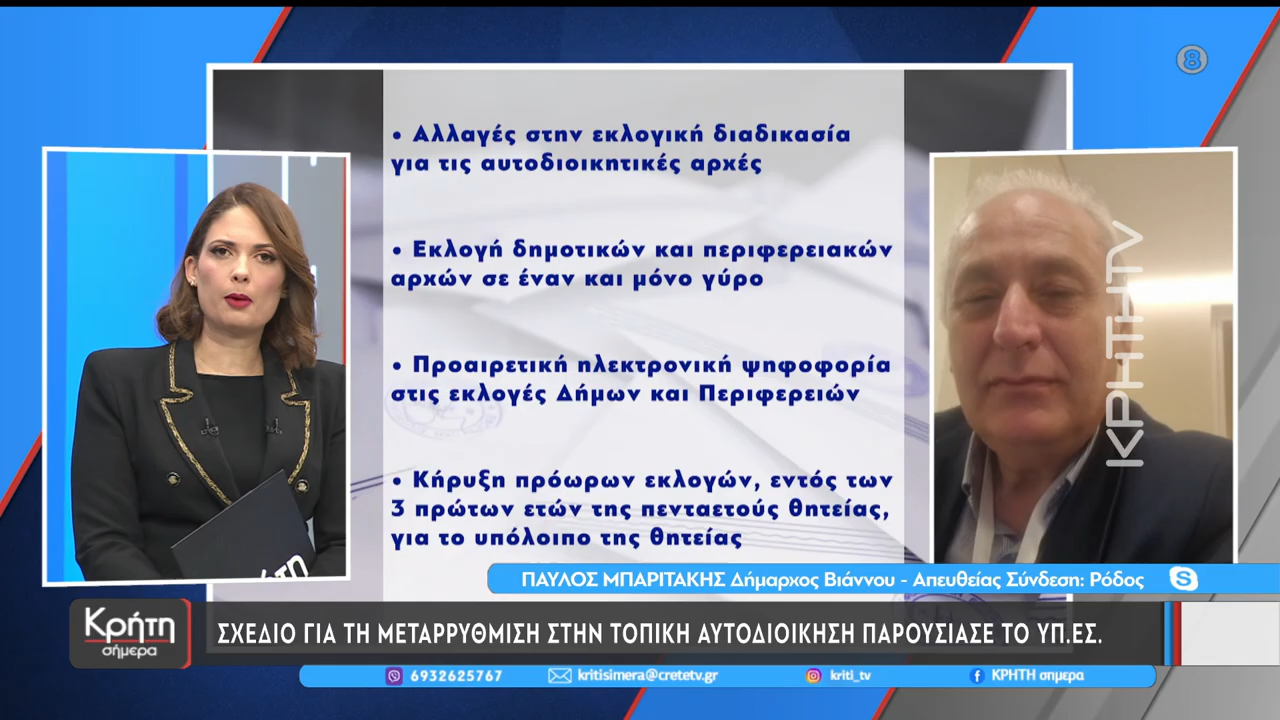 8
• Αλλαγές στην εκλογική διαδικασία
για τις αυτοδιοικητικές αρχές
• Εκλογή δημοτικών και περιφερειακών
αρχών σε έναν και μόνο γύρο
• Προαιρετική ηλεκτρονική ψηφοφορία
στις εκλογές Δήμων και Περιφερειών
• Κήρυξη πρόωρων εκλογών, εντός των
3 πρώτων ετών της πενταετούς θητείας,
για το υπόλοιπο της θητείας
ΚΡΗΤΗTV
ΠΑΥΛΟΣ ΜΠΑΡΙΤΑΚΗΣ Δήμαρχος Βιάννου - Απευθείας Σύνδεση: Ρόδος
Κρήτη
σήμερα
ΣΧΕΔΙΟ ΓΙΑ ΤΗ ΜΕΤΑΡΡΥΘΜΙΣΗ ΣΤΗΝ ΤΟΠΙΚΗ ΑΥΤΟΔΙΟΙΚΗΣΗ ΠΑΡΟΥΣΙΑΣΕ ΤΟ ΥΠ.ΕΣ.
6932625767 kritisimera@cretetv.gr kriti_tv ΚΡΗΤΗ σημερα